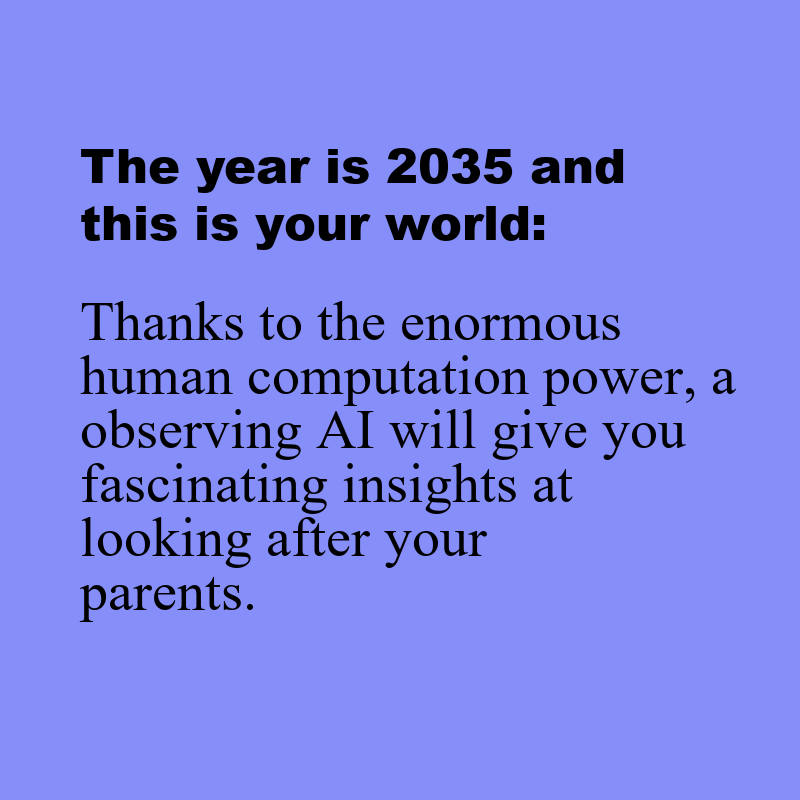 The year is 2035 and
this is your world:
Thanks to the enormous
human computation power, a
observing AI will give you
fascinating insights at
looking after your
parents.